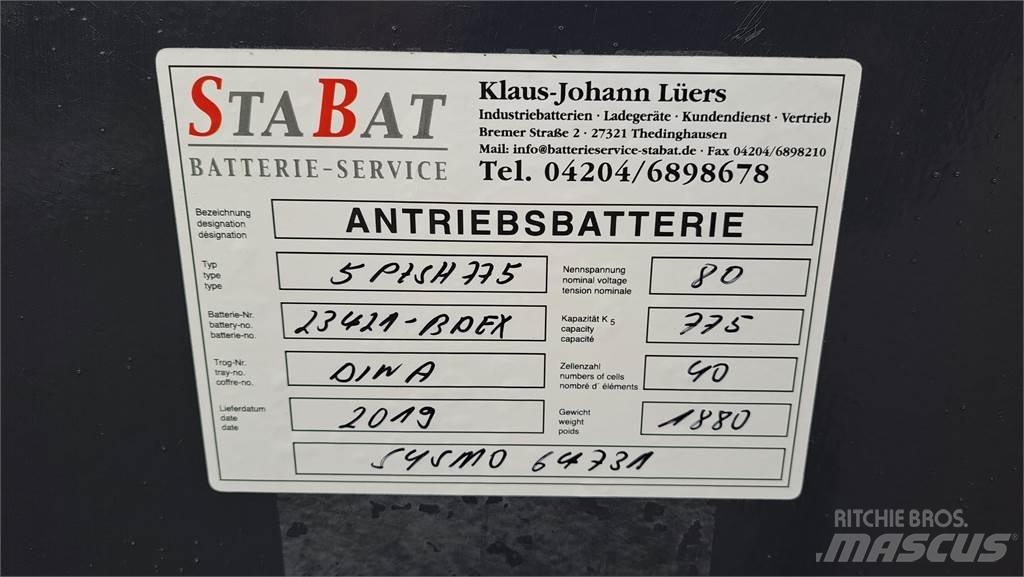 STABAT
BATTERIE-SERVICE
Klaus-Johann Lüers
Industriebatterien · Ladegeräte · Kundendienst · Vertrieb
Bremer Straße 2 · 27321 Thedinghausen
Mail: info@batterieservice-stabat.de · Fax 04204/6898210
Tel. 04204/6898678
Bezeichnung
designation
désignation
ANTRIEBSBATTERIE
Typ
type
type
5 PZSH 775
Nennspannung
nominal voltage
tension nominale
80
Batterie-Nr.
battery-no.
batterie-no.
23421-BDEX
Kapazität K5
capacity
capacité
775
Trog-Nr.
tray-no.
coffre-no.
DIN A
Zellenzahl
numbers of cells
nombré d´ éléments
40
Lieferdatum
date
date
2019
Gewicht
weight
poids
1880
SYSMO 64731
RITCHIE BROS.
MASCUS